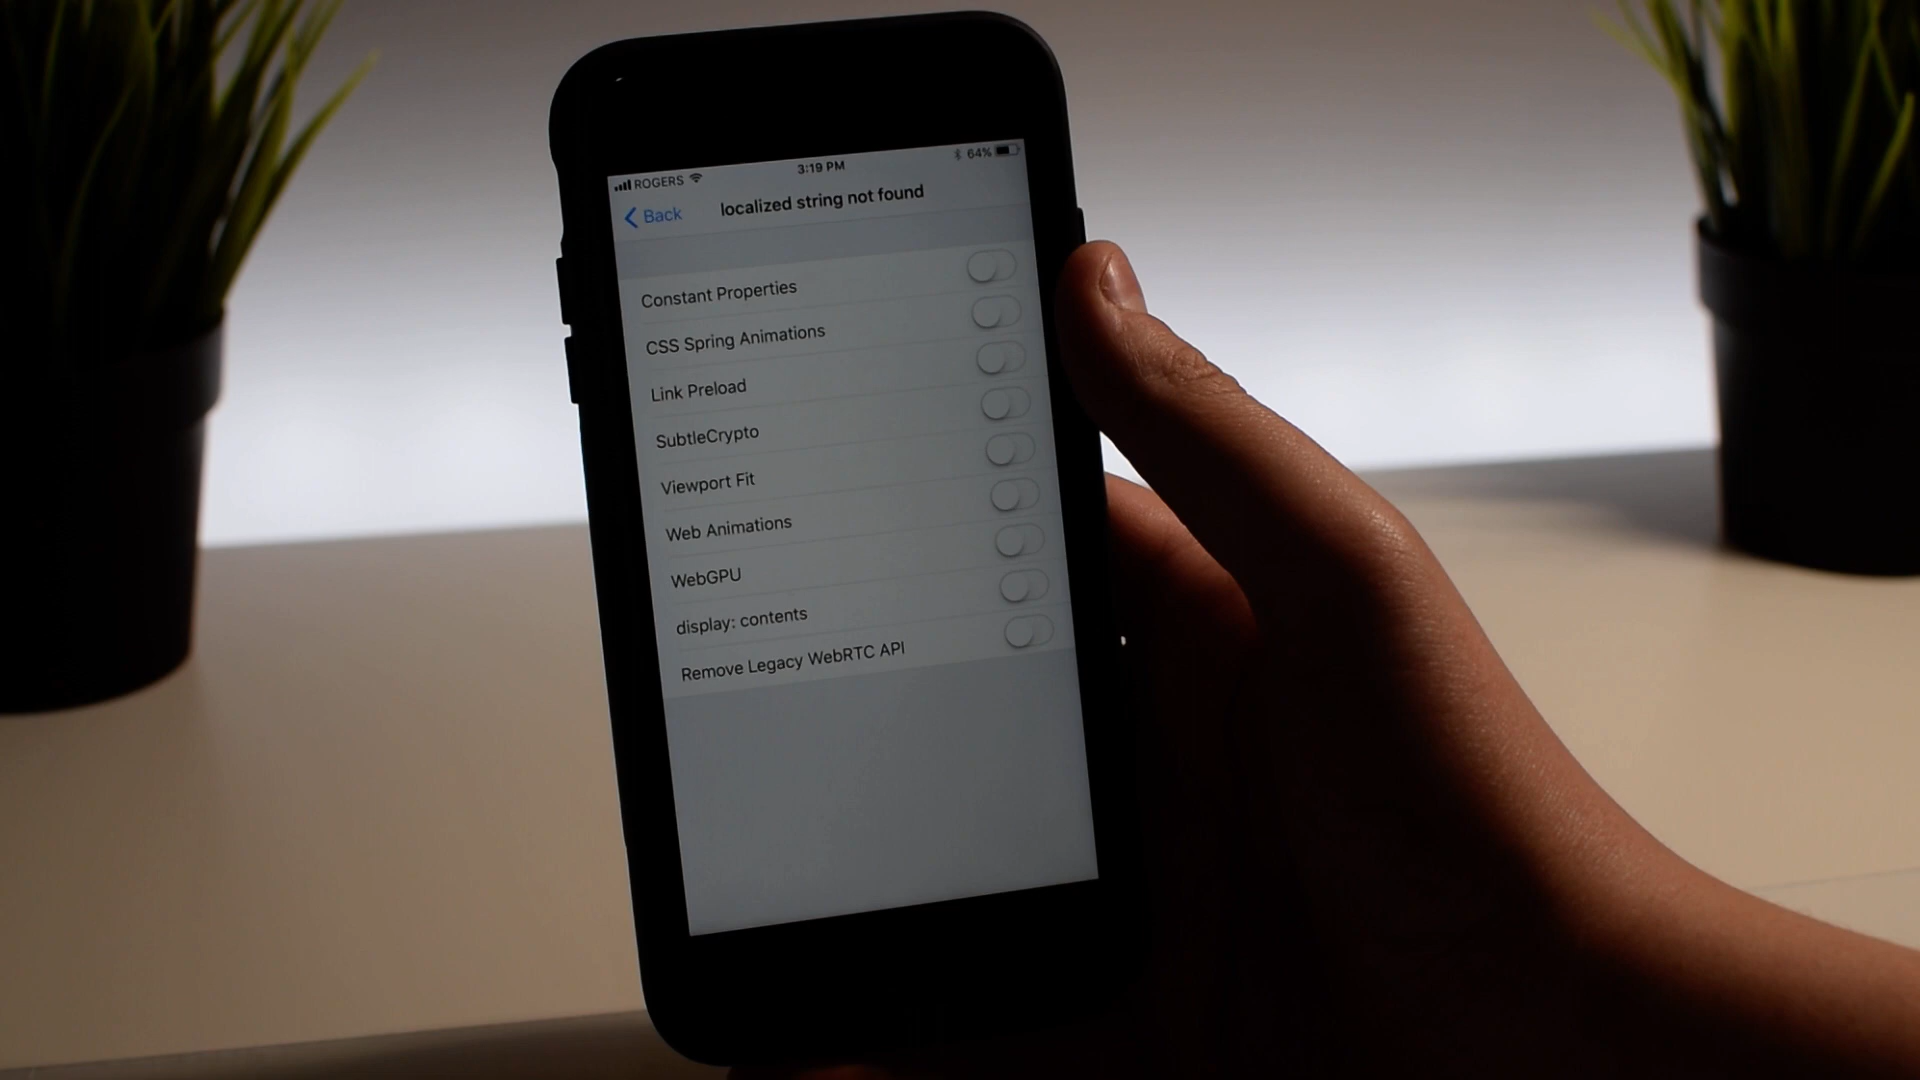 ROGERS 3:19 PM 64%
Back localized string not found
Constant Properties
CSS Spring Animations
Link Preload
SubtleCrypto
Viewport Fit
Web Animations
WebGPU
display: contents
Remove Legacy WebRTC API